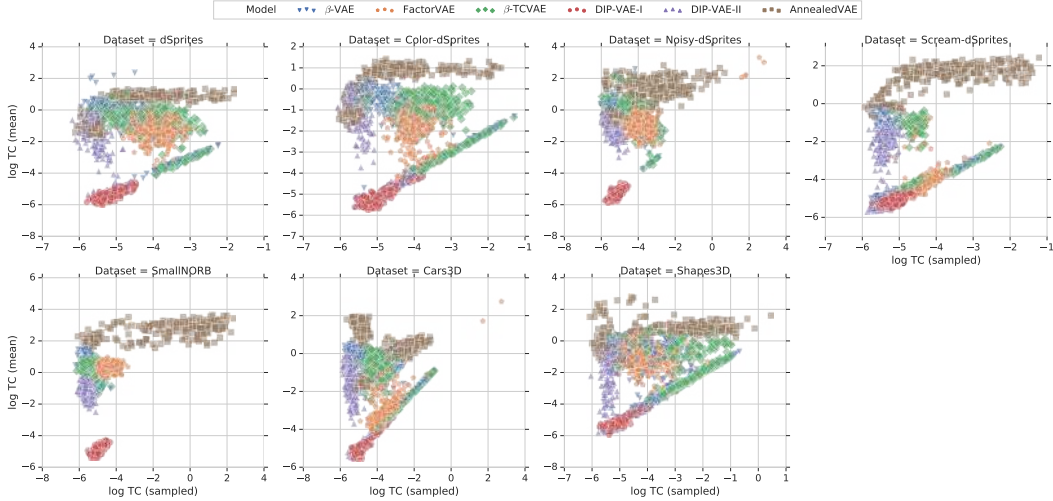 Model β-VAE FactorVAE β-TCVAE DIP-VAE-I DIP-VAE-II AnnealedVAE
Dataset = dSprites Dataset = Color-dSprites Dataset = Noisy-dSprites Dataset = Scream-dSprites
log TC (mean)
4 2 0 −2 −4 −6 −8
−7 −6 −5 −4 −3 −2 −1
2 1 0 −1 −2 −3 −4 −5 −6 −7
−7 −6 −5 −4 −3 −2 −1
4 2 0 −2 −4 −6 −8
−8 −6 −4 −2 0 2 4
2 0 −2 −4 −6
−7 −6 −5 −4 −3 −2 −1
log TC (sampled)
Dataset = SmallNORB Dataset = Cars3D Dataset = Shapes3D
log TC (mean)
6 4 2 0 −2 −4 −6
−8 −6 −4 −2 0 2 4
log TC (sampled)
4 2 0 −2 −4 −6
−8 −6 −4 −2 0 2 4
log TC (sampled)
4 2 0 −2 −4 −6 −8
−7 −6 −5 −4 −3 −2 −1 0 1
log TC (sampled)